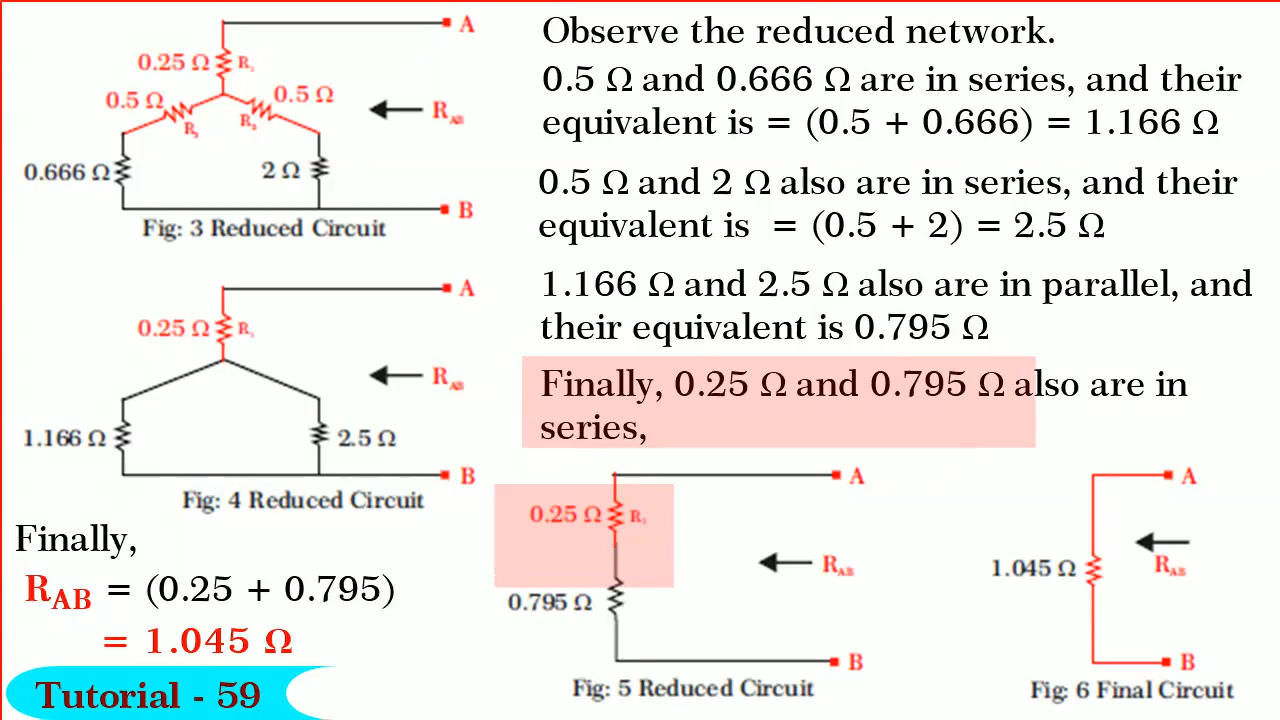 A
0.25 Ω R₁
0.5 Ω 0.5 Ω
R_AB
0.666 Ω 2 Ω
B
Fig: 3 Reduced Circuit
Observe the reduced network.
0.5 Ω and 0.666 Ω are in series, and their
equivalent is = (0.5 + 0.666) = 1.166 Ω
0.5 Ω and 2 Ω also are in series, and their
equivalent is = (0.5 + 2) = 2.5 Ω
1.166 Ω and 2.5 Ω also are in parallel, and
their equivalent is 0.795 Ω
Finally, 0.25 Ω and 0.795 Ω also are in
series,
A
0.25 Ω R₁
R_AB
1.166 Ω 2.5 Ω
B
Fig: 4 Reduced Circuit
Finally,
R_AB = (0.25 + 0.795)
= 1.045 Ω
Tutorial - 59
A
0.25 Ω R₁
R_AB
0.795 Ω
B
Fig: 5 Reduced Circuit
A
1.045 Ω R_AB
B
Fig: 6 Final Circuit